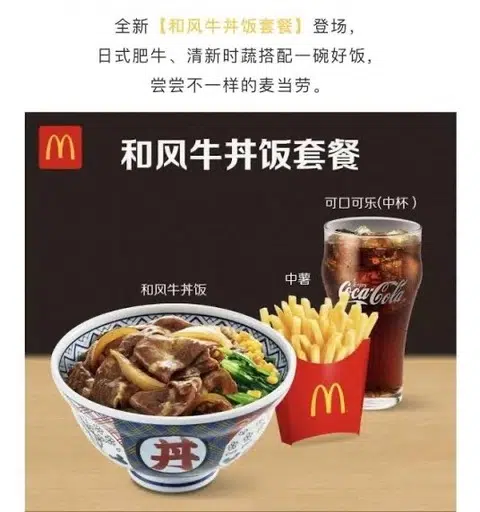 全新【和风牛丼饭套餐】登场，
日式肥牛、清新时蔬搭配一碗好饭，
尝尝不一样的麦当劳。
和风牛丼饭套餐
可口可乐(中杯)
中薯
和风牛丼饭
Coca-Cola
丼